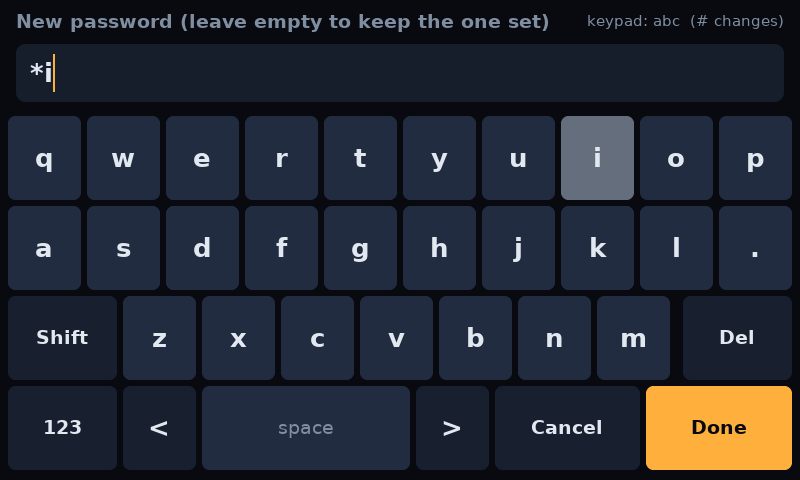 New password (leave empty to keep the one set) keypad: abc (# changes)
*i
q w e r t y u i o p
a s d f g h j k l .
Shift z x c v b n m Del
123 < space > Cancel Done